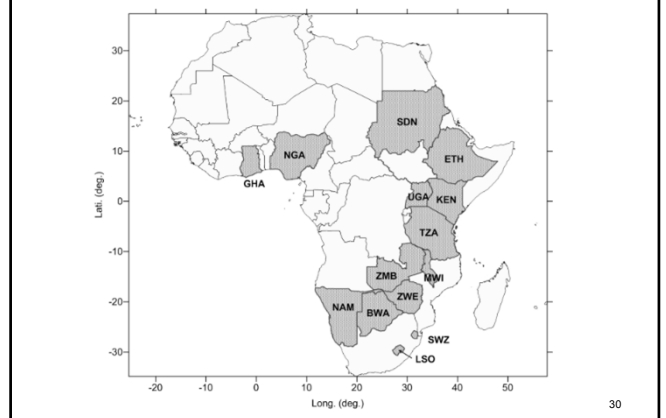 30
20
SDN
10
NGA
ETH
GHA
UGA
KEN
Lati. (deg.)
0
TZA
-10
ZMB
MWI
-20
NAM
ZWE
BWA
SWZ
-30
LSO
-20 -10 0 10 20 30 40 50
Long. (deg.)
30